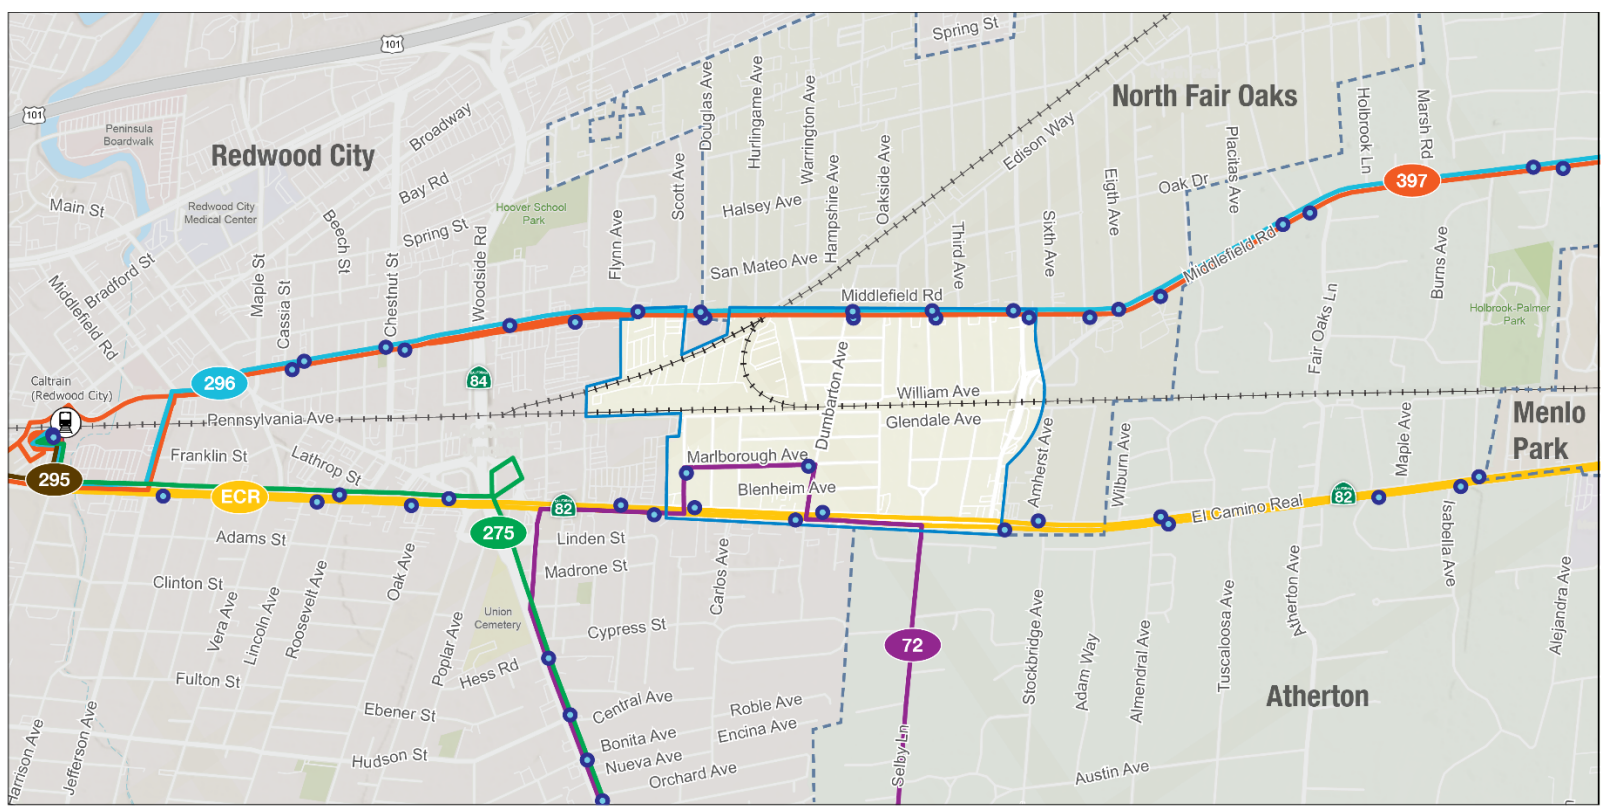 Spring St
101
Douglas Ave
Hurlingame Ave
Warrington Ave
North Fair Oaks
Holbrook Ln
Marsh Rd
101
Peninsula
Boardwalk
Broadway
Redwood City
Edison Way
Placitas Ave
Oakside Ave
Hampshire Ave
Scott Ave
Eigth Ave
Oak Dr
397
Bay Rd
Main St
Redwood City
Medical Center
Hoover School
Park
Halsey Ave
Beech St
Spring St
Flynn Ave
Third Ave
Sixth Ave
Woodside Rd
San Mateo Ave
Middlefield Rd
Burns Ave
Bradford St
Maple St
Cassia St
Chestnut St
Middlefield Rd
Middlefield Rd
Fair Oaks Ln
Holbrook-Palmer
Park
296
CALIFORNIA
84
Caltrain
(Redwood City)
Dumbarton Ave
William Ave
Pennsylvania Ave
Glendale Ave
Menlo
Park
Maple Ave
Franklin St
Lathrop St
Marlborough Ave
Amherst Ave
Wilburn Ave
295
ECR
Blenheim Ave
82
82
El Camino Real
Isabella Ave
275
Adams St
Linden St
Madrone St
Oak Ave
Clinton St
Vera Ave
Lincoln Ave
Roosevelt Ave
Carlos Ave
Atherton Ave
Alejandra Ave
Union
Cemetery
Poplar Ave
Cypress St
72
Stockbridge Ave
Adam Way
Almendral Ave
Tuscaloosa Ave
Hess Rd
Fulton St
Atherton
Ebener St
Central Ave
Roble Ave
Encina Ave
Bonita Ave
Nueva Ave
Orchard Ave
Hudson St
Harrison Ave
Jefferson Ave
Selby Ln
Austin Ave